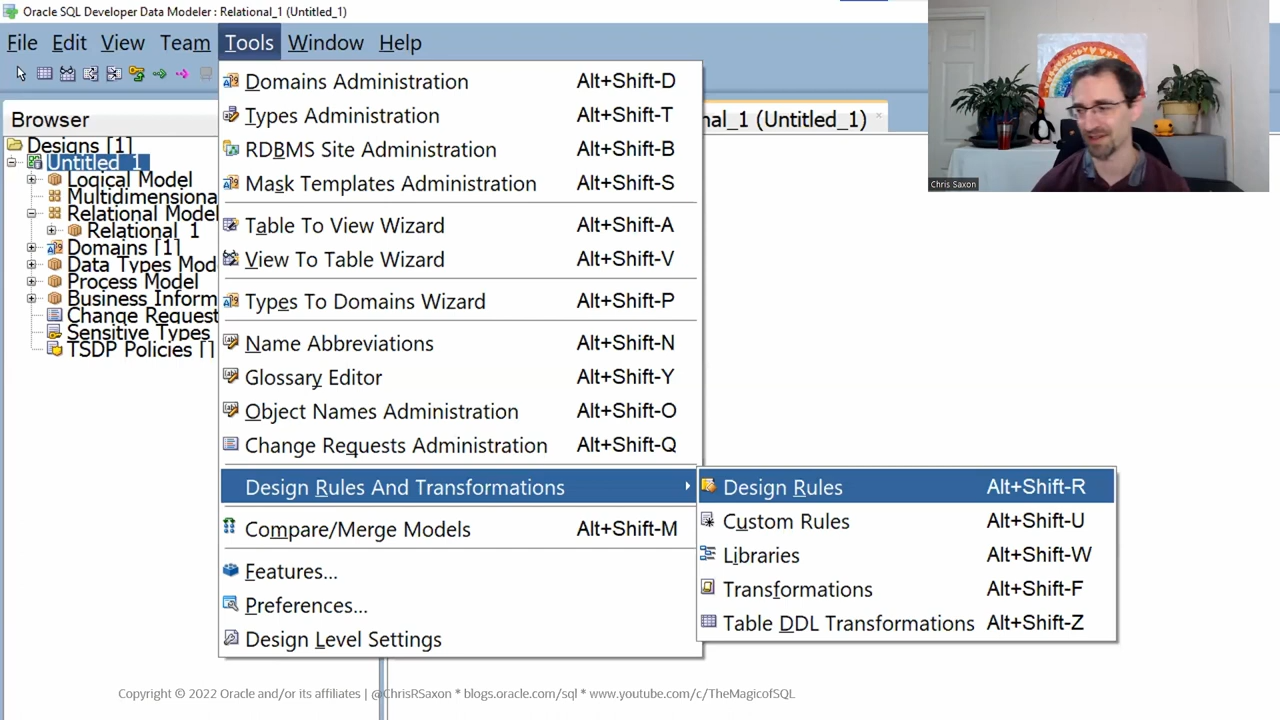 Oracle SQL Developer Data Modeler : Relational_1 (Untitled_1)
File Edit View Team Tools Window Help
Browser
nal_1 (Untitled_1)
Designs [1]
Untitled_1
Logical Model
Multidimensiona
Relational Model
Relational_1
Domains [1]
Data Types Mod
Process Model
Business Inform
Change Request
Sensitive Types
TSDP Policies []
Domains Administration Alt+Shift-D
Types Administration Alt+Shift-T
RDBMS Site Administration Alt+Shift-B
Mask Templates Administration Alt+Shift-S
Table To View Wizard Alt+Shift-A
View To Table Wizard Alt+Shift-V
Types To Domains Wizard Alt+Shift-P
Name Abbreviations Alt+Shift-N
Glossary Editor Alt+Shift-Y
Object Names Administration Alt+Shift-O
Change Requests Administration Alt+Shift-Q
Design Rules And Transformations
Compare/Merge Models Alt+Shift-M
Features...
Preferences...
Design Level Settings
Design Rules Alt+Shift-R
Custom Rules Alt+Shift-U
Libraries Alt+Shift-W
Transformations Alt+Shift-F
Table DDL Transformations Alt+Shift-Z
Chris Saxon
Copyright © 2022 Oracle and/or its affiliates | @ChrisRSaxon * blogs.oracle.com/sql * www.youtube.com/c/TheMagicofSQL